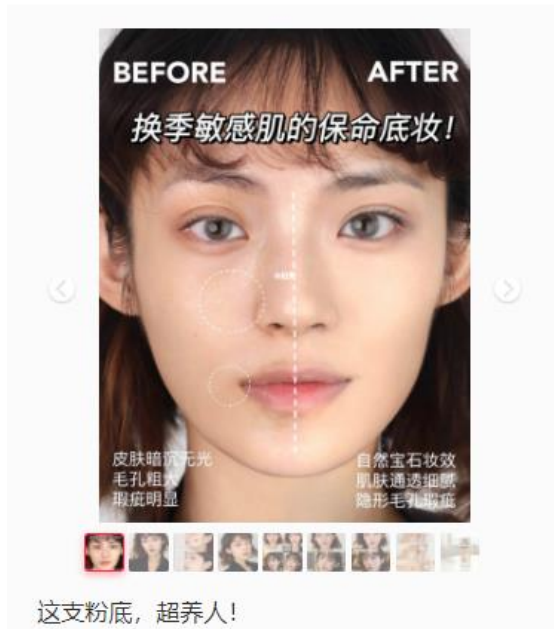 BEFORE AFTER
换季敏感肌的保命底妆!
皮肤暗沉无光
毛孔粗大
瑕疵明显
自然宝石妆效
肌肤通透细腻
隐形毛孔瑕疵
这支粉底，超养人!